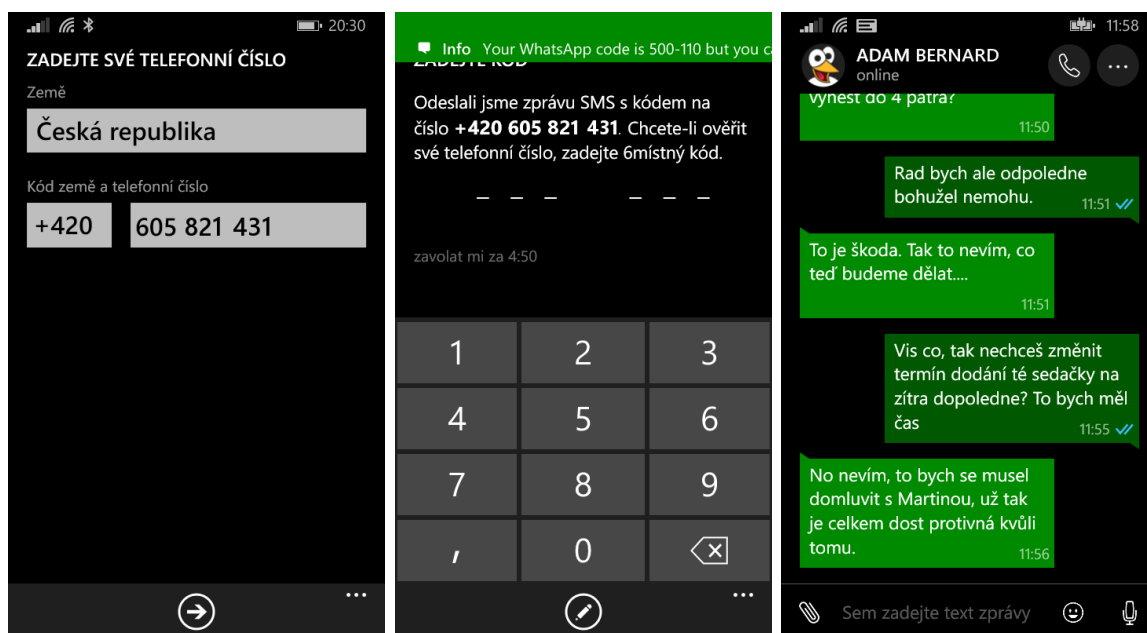 20:30
ZADEJTE SVÉ TELEFONNÍ ČÍSLO
Země
Česká republika
Kód země a telefonní číslo
+420 605 821 431
...
Info Your WhatsApp code is 500-110 but you c
ZADEJTE KÓD
Odeslali jsme zprávu SMS s kódem na
číslo +420 605 821 431. Chcete-li ověřit
své telefonní číslo, zadejte 6místný kód.
_ _ _ _ _ _
zavolat mi za 4:50
1 2 3
4 5 6
7 8 9
, 0
...
11:58
ADAM BERNARD
online
...
vynést do 4 patra?
11:50
Rad bych ale odpoledne
bohužel nemohu.
11:51
To je škoda. Tak to nevím, co
teď budeme dělat....
11:51
Vis co, tak nechceš změnit
termín dodání té sedačky na
zítra dopoledne? To bych měl
čas
11:55
No nevím, to bych se musel
domluvit s Martinou, už tak
je celkem dost protivná kvůli
tomu.
11:56
Sem zadejte text zprávy